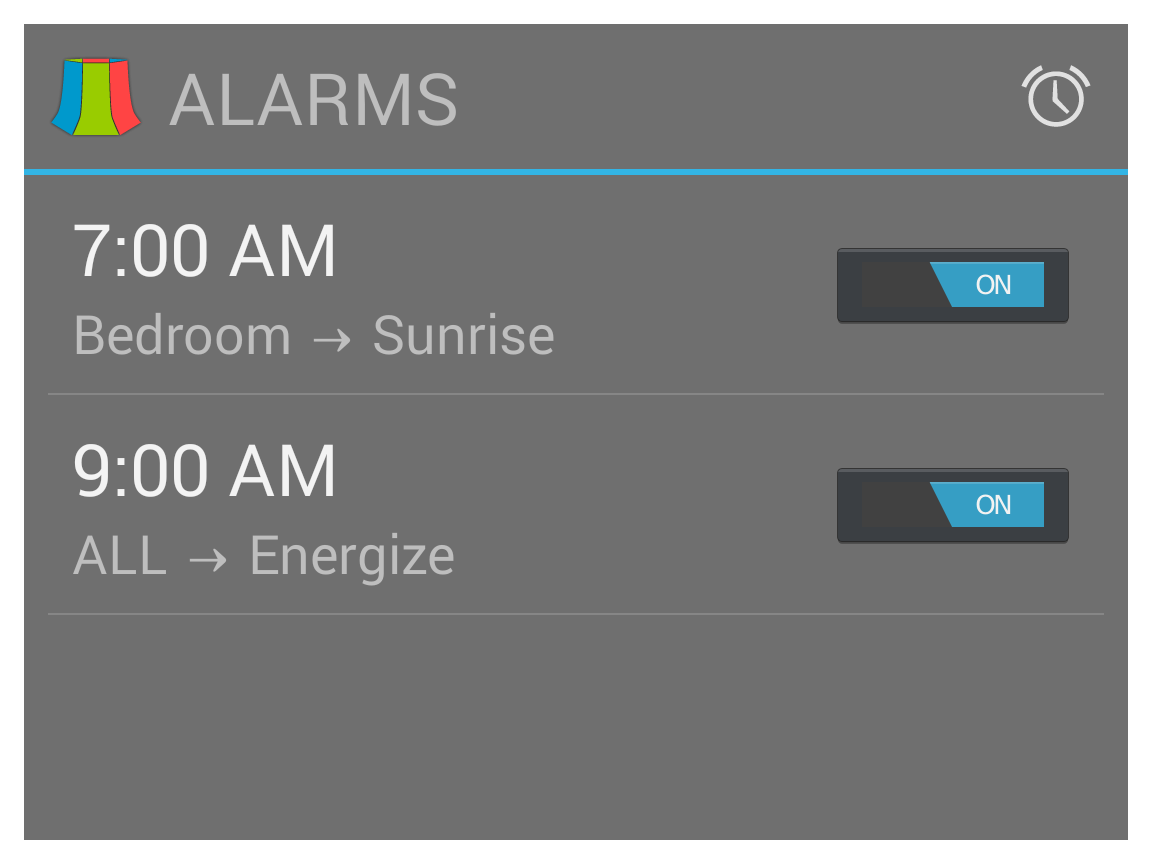 ALARMS
7:00 AM
ON
Bedroom → Sunrise
9:00 AM
ON
ALL → Energize